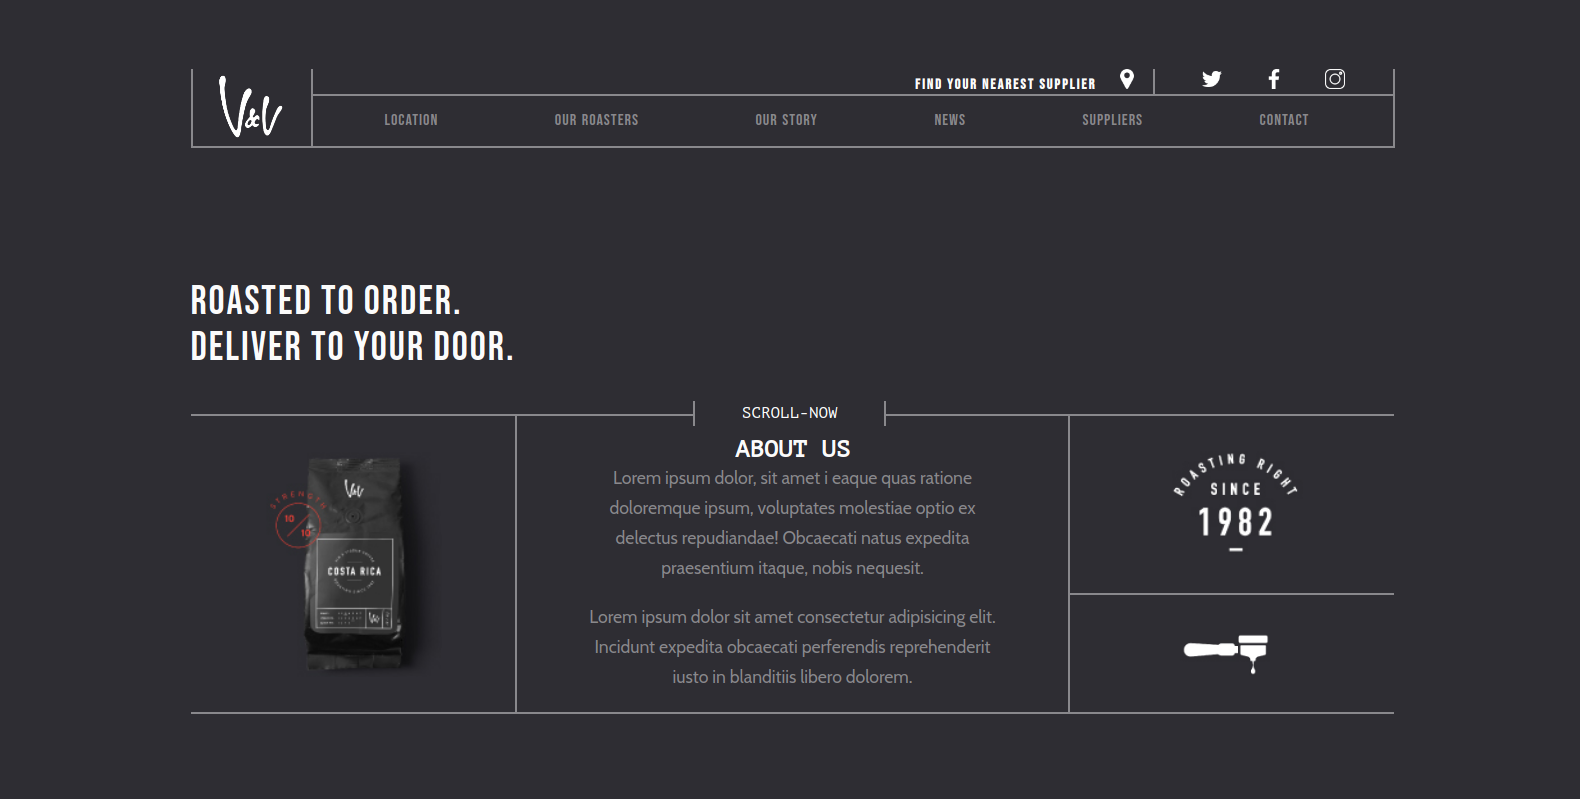 V&V
FIND YOUR NEAREST SUPPLIER
LOCATION
OUR ROASTERS
OUR STORY
NEWS
SUPPLIERS
CONTACT
ROASTED TO ORDER.
DELIVER TO YOUR DOOR.
SCROLL-NOW
ABOUT US
Lorem ipsum dolor, sit amet i eaque quas ratione
doloremque ipsum, voluptates molestiae optio ex
delectus repudiandae! Obcaecati natus expedita
praesentium itaque, nobis nequesit.
Lorem ipsum dolor sit amet consectetur adipisicing elit.
Incidunt expedita obcaecati perferendis reprehenderit
iusto in blanditiis libero dolorem.
V&V
STRENGTH
10
10
COSTA RICA
V&V
ROASTING RIGHT
SINCE
1982